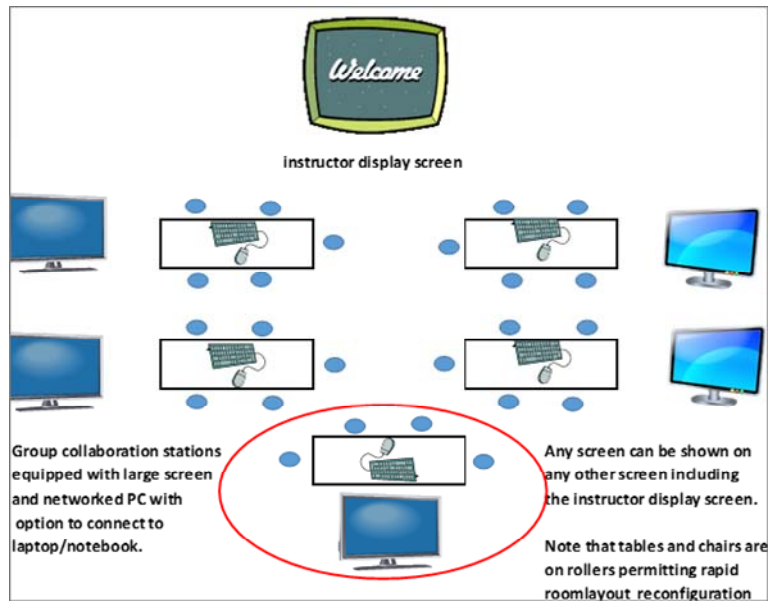 Welcome
instructor display screen
Group collaboration stations
equipped with large screen
and networked PC with
option to connect to
laptop/notebook.
Any screen can be shown on
any other screen including
the instructor display screen.
Note that tables and chairs are
on rollers permitting rapid
roomlayout reconfiguration